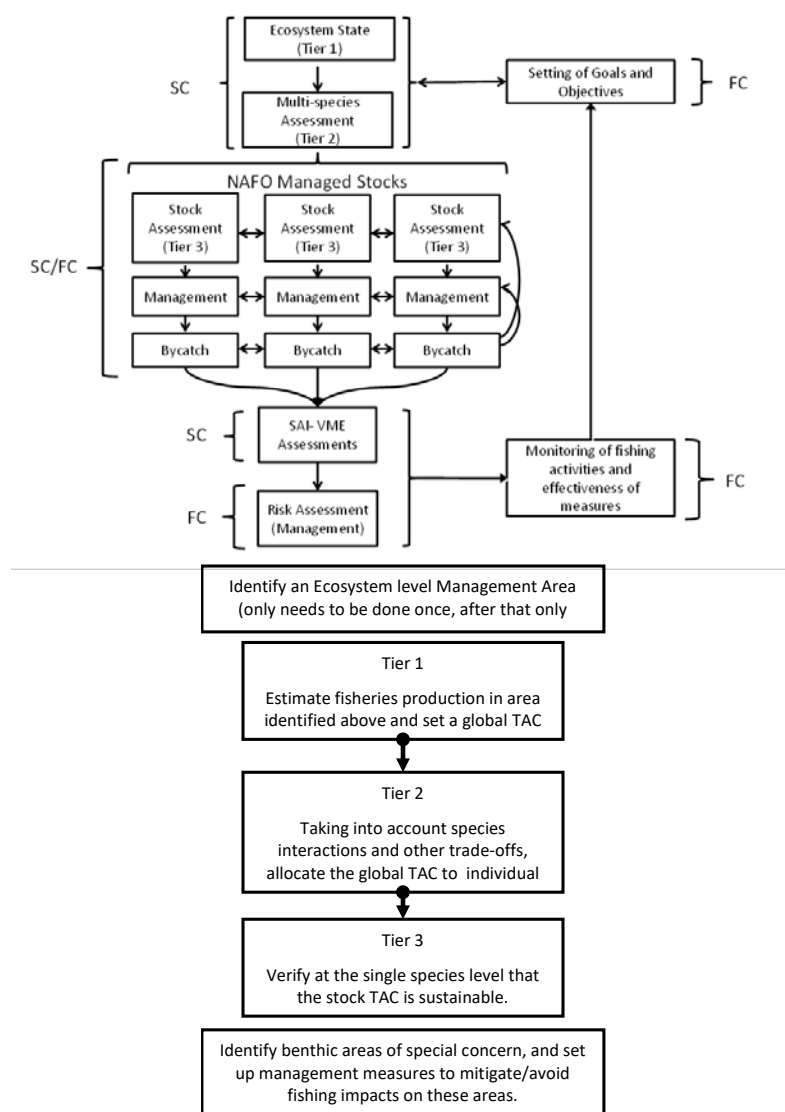 Ecosystem State
(Tier 1)
SC
Setting of Goals and
Objectives
FC
Multi-species
Assessment
(Tier 2)
NAFO Managed Stocks
Stock
Assessment
(Tier 3)
Stock
Assessment
(Tier 3)
Stock
Assessment
(Tier 3)
SC/FC
Management
Management
Management
Bycatch
Bycatch
Bycatch
SC
SAI- VME
Assessments
Monitoring of fishing
activities and
effectiveness of
measures
FC
FC
Risk Assessment
(Management)
Identify an Ecosystem level Management Area
(only needs to be done once, after that only
Tier 1
Estimate fisheries production in area
identified above and set a global TAC
Tier 2
Taking into account species
interactions and other trade-offs,
allocate the global TAC to individual
Tier 3
Verify at the single species level that
the stock TAC is sustainable.
Identify benthic areas of special concern, and set
up management measures to mitigate/avoid
fishing impacts on these areas.